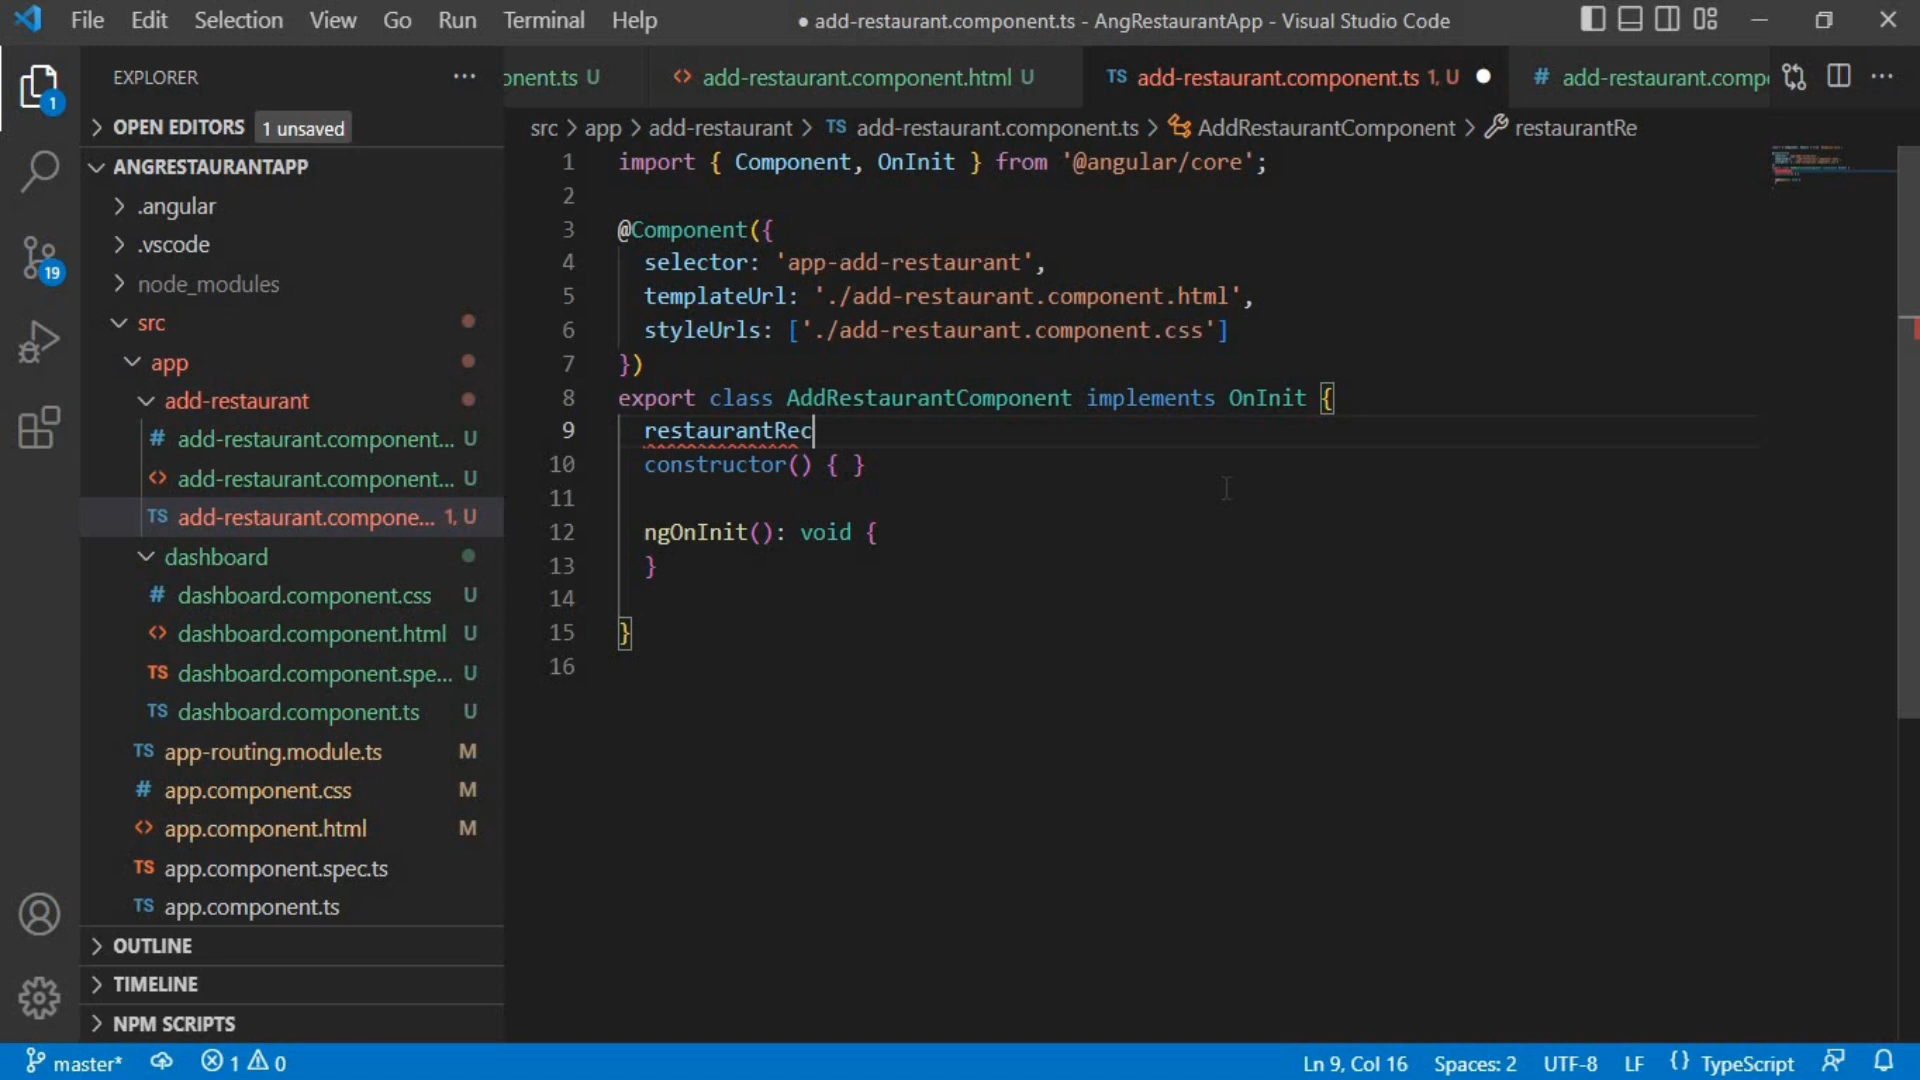 File Edit Selection View Go Run Terminal Help
● add-restaurant.component.ts - AngRestaurantApp - Visual Studio Code
EXPLORER
onent.ts U
<> add-restaurant.component.html U
TS add-restaurant.component.ts 1, U
# add-restaurant.compo
OPEN EDITORS 1 unsaved
src > app > add-restaurant > TS add-restaurant.component.ts > AddRestaurantComponent > restaurantRe
ANGRESTAURANTAPP
.angular
.vscode
node_modules
src
app
add-restaurant
# add-restaurant.component... U
<> add-restaurant.component... U
TS add-restaurant.compone... 1, U
dashboard
# dashboard.component.css U
<> dashboard.component.html U
TS dashboard.component.spe... U
TS dashboard.component.ts U
TS app-routing.module.ts M
# app.component.css M
<> app.component.html M
TS app.component.spec.ts
TS app.component.ts
OUTLINE
TIMELINE
NPM SCRIPTS
1
19
1 import { Component, OnInit } from '@angular/core';
2
3 @Component({
4 selector: 'app-add-restaurant',
5 templateUrl: './add-restaurant.component.html',
6 styleUrls: ['./add-restaurant.component.css']
7 })
8 export class AddRestaurantComponent implements OnInit {
9 restaurantRec
10 constructor() { }
11
12 ngOnInit(): void {
13 }
14
15 }
16
master* 1 0
Ln 9, Col 16 Spaces: 2 UTF-8 LF {} TypeScript